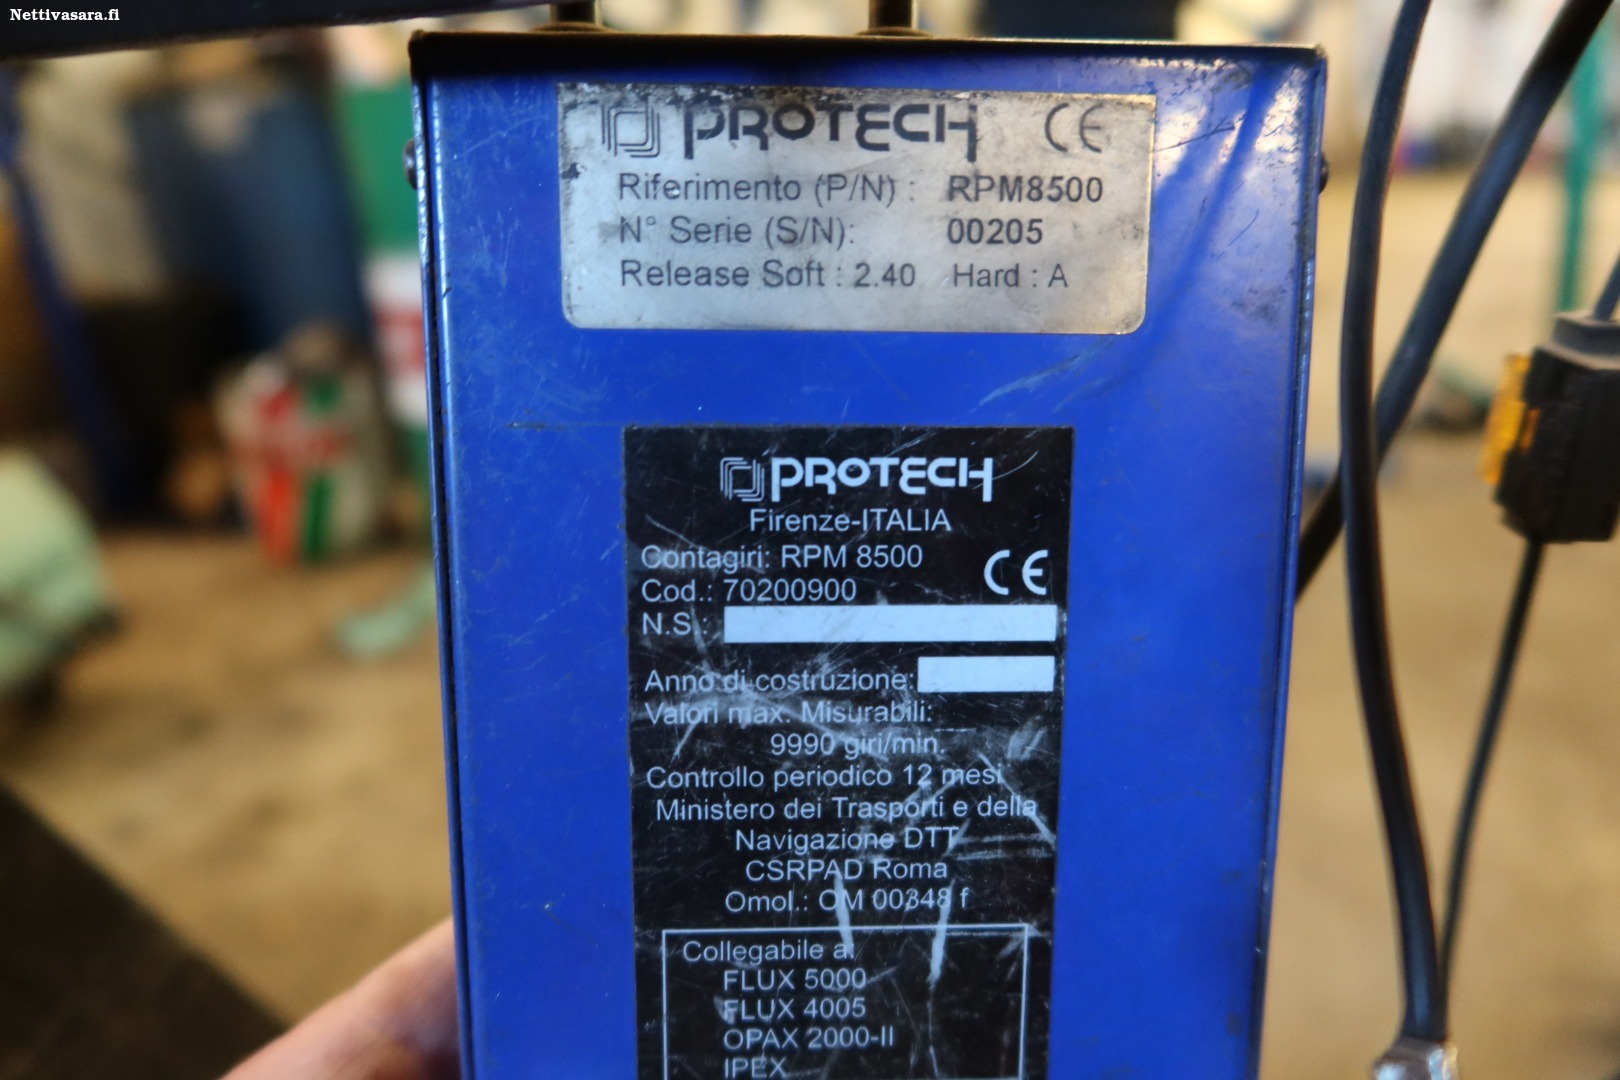 Nettivasara.fi
PROTECH CE
Riferimento (P/N) : RPM8500
N° Serie (S/N): 00205
Release Soft : 2.40 Hard : A
PROTECH
Firenze-ITALIA
Contagiri: RPM 8500
CE
Cod.: 70200900
N.S.:
Anno di costruzione:
Valori max. Misurabili:
9990 giri/min.
Controllo periodico 12 mesi
Ministero dei Trasporti e della
Navigazione DTT
CSRPAD Roma
Omol.: OM 00348 f
Collegabile a:
FLUX 5000
FLUX 4005
OPAX 2000-II
IPEX